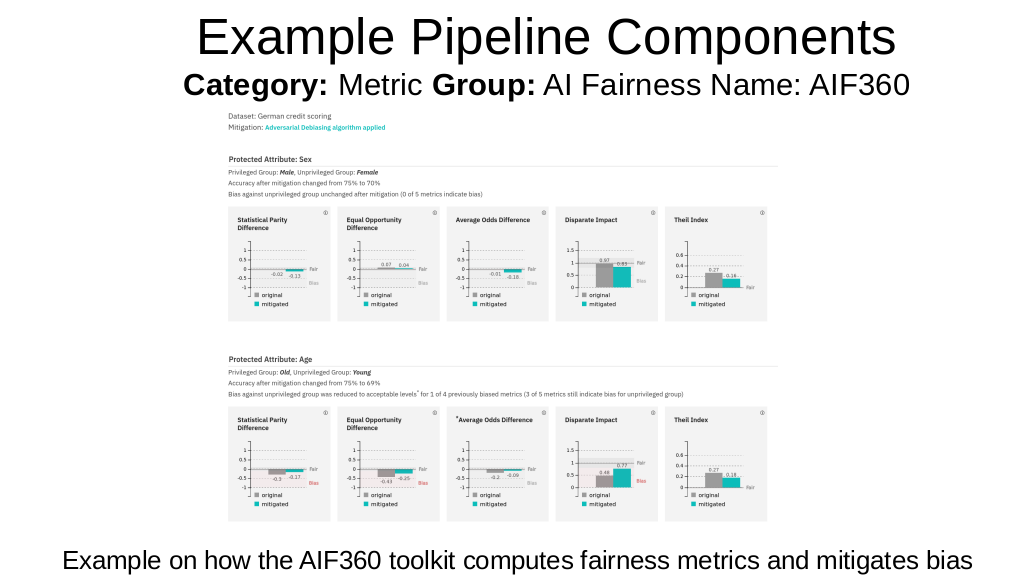 Example Pipeline Components
Category: Metric Group: AI Fairness Name: AIF360
Dataset: German credit scoring
Mitigation: Adversarial Debiasing algorithm applied
Protected Attribute: Sex
Privileged Group: Male, Unprivileged Group: Female
Accuracy after mitigation changed from 75% to 70%
Bias against unprivileged group unchanged after mitigation (0 of 5 metrics indicate bias)
Statistical Parity Difference
1
0.5
0
-0.5
-1
-0.03
-0.13
Fair
Bias
original
mitigated
Equal Opportunity Difference
1
0.5
0
-0.5
-1
0.07
0.04
Fair
Bias
original
mitigated
Average Odds Difference
1
0.5
0
-0.5
-1
-0.01
-0.18
Fair
Bias
original
mitigated
Disparate Impact
1.5
1
0.5
0
0.97
0.83
Fair
Bias
original
mitigated
Theil Index
0.6
0.4
0.2
0
0.27
0.16
Fair
original
mitigated
Protected Attribute: Age
Privileged Group: Old, Unprivileged Group: Young
Accuracy after mitigation changed from 75% to 69%
Bias against unprivileged group was reduced to acceptable levels* for 1 of 4 previously biased metrics (3 of 5 metrics still indicate bias for unprivileged group)
Statistical Parity Difference
1
0.5
0
-0.5
-1
-0.3
-0.17
Fair
Bias
original
mitigated
Equal Opportunity Difference
1
0.5
0
-0.5
-1
-0.43
-0.25
Fair
Bias
original
mitigated
*Average Odds Difference
1
0.5
0
-0.5
-1
-0.2
-0.09
Fair
Bias
original
mitigated
Disparate Impact
1.5
1
0.5
0
0.48
0.77
Fair
Bias
original
mitigated
Theil Index
0.6
0.4
0.2
0
0.27
0.18
Fair
original
mitigated
Example on how the AIF360 toolkit computes fairness metrics and mitigates bias